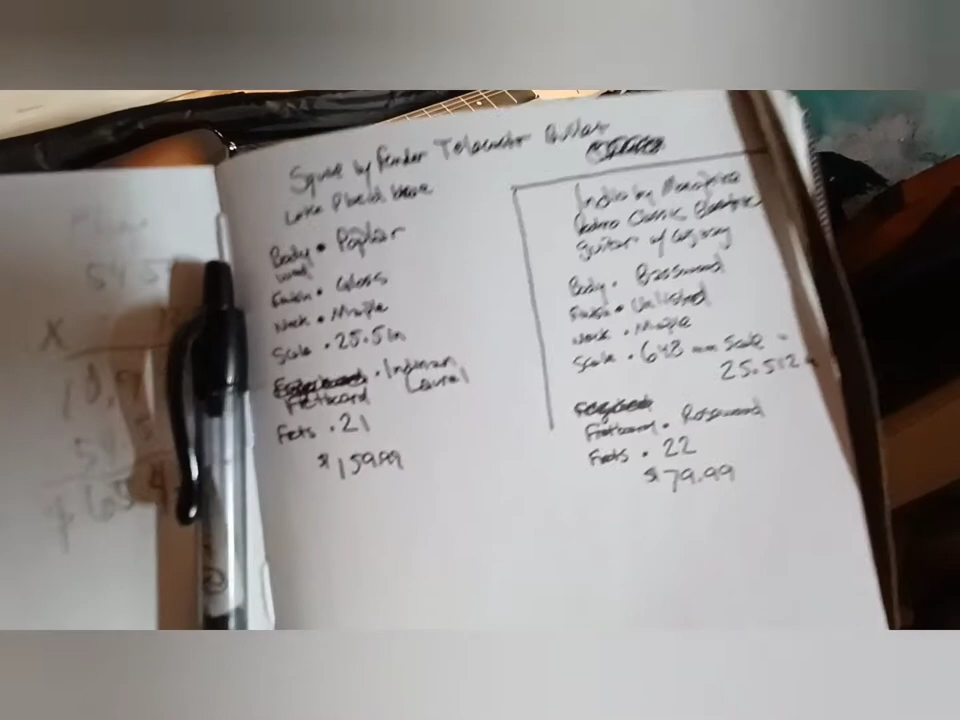 Squier by Fender Telecaster Guitar
Lake Placid blue
Body • Poplar
wood
Finish • Gloss
Neck • Maple
Scale • 25.5 in
Fretboard • Indian
Laurel
Frets • 21
$159.99
Indio by Monoprice
Retro Classic Electric
guitar w/ gig bag
Body • Basswood
Finish • Unlisted
Neck • Maple
Scale • 648 mm Scale =
25.512
Fretboard • Rosewood
Frets • 22
$79.99